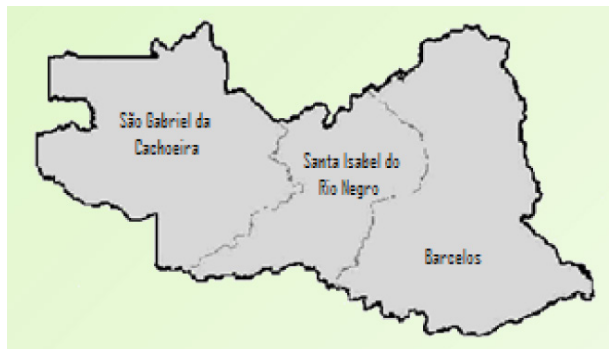 São Gabriel da
Cachoeira
Santa Isabel do
Rio Negro
Barcelos